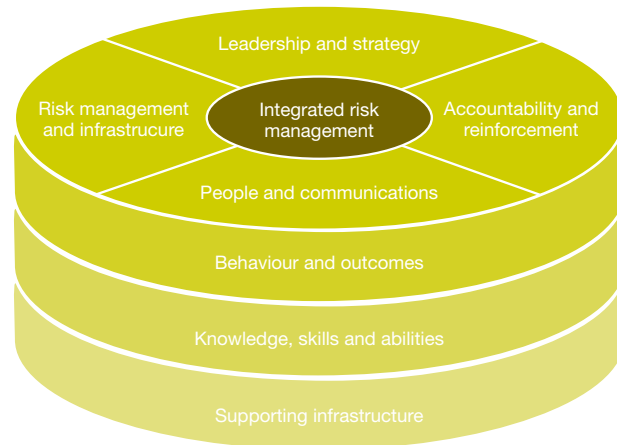 Leadership and strategy
Risk management
and infrastrucure
Integrated risk
management
Accountability and
reinforcement
People and communications
Behaviour and outcomes
Knowledge, skills and abilities
Supporting infrastructure